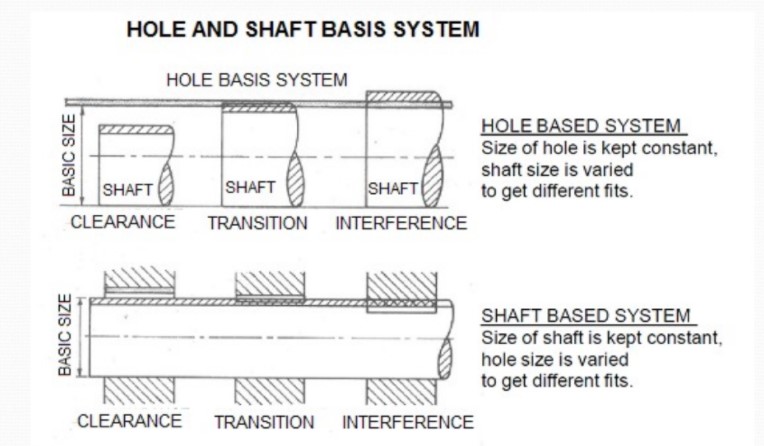 HOLE AND SHAFT BASIS SYSTEM
HOLE BASIS SYSTEM
BASIC SIZE
SHAFT
SHAFT
SHAFT
CLEARANCE TRANSITION INTERFERENCE
HOLE BASED SYSTEM
Size of hole is kept constant,
shaft size is varied
to get different fits.
BASIC SIZE
CLEARANCE TRANSITION INTERFERENCE
SHAFT BASED SYSTEM
Size of shaft is kept constant,
hole size is varied
to get different fits.